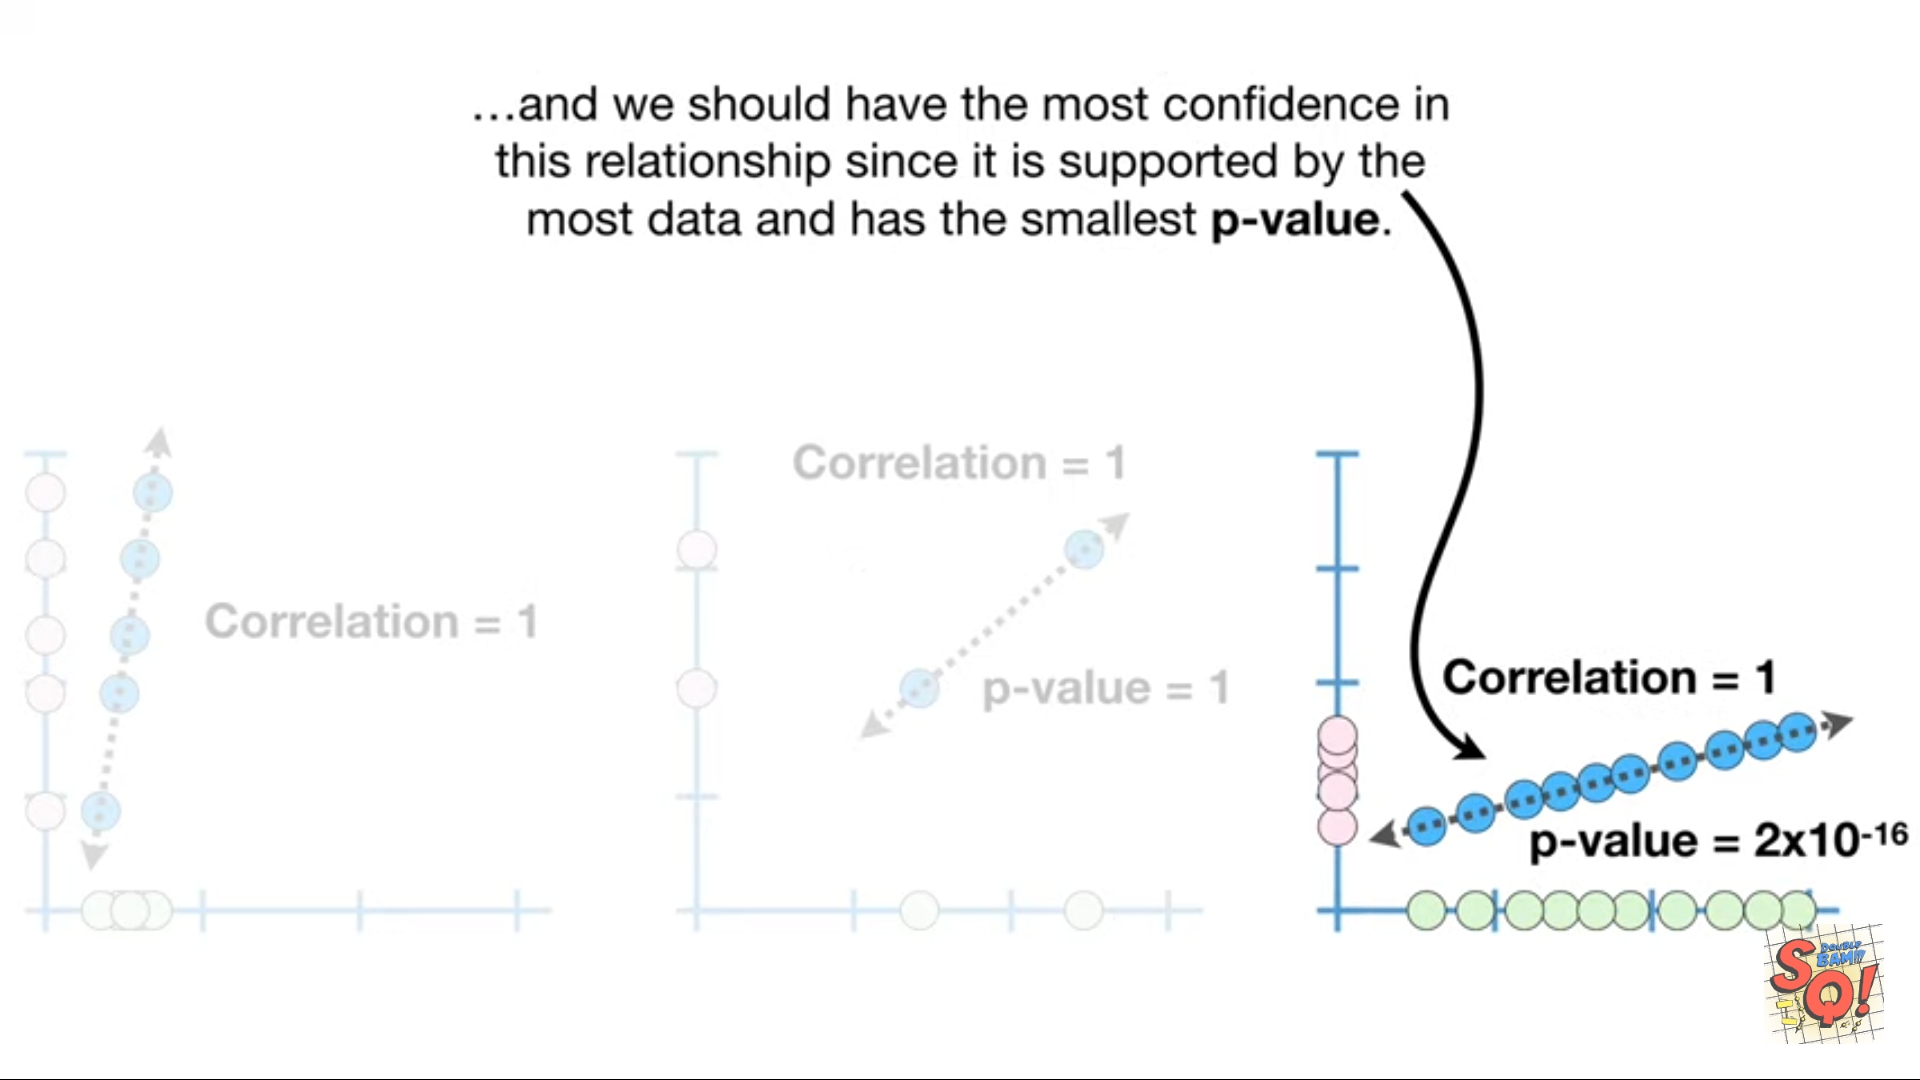 …and we should have the most confidence in
this relationship since it is supported by the
most data and has the smallest p-value.
Correlation = 1
Correlation = 1
p-value = 1
Correlation = 1
p-value = 2x10⁻¹⁶
DOUBLE
BAM!!
SQ!